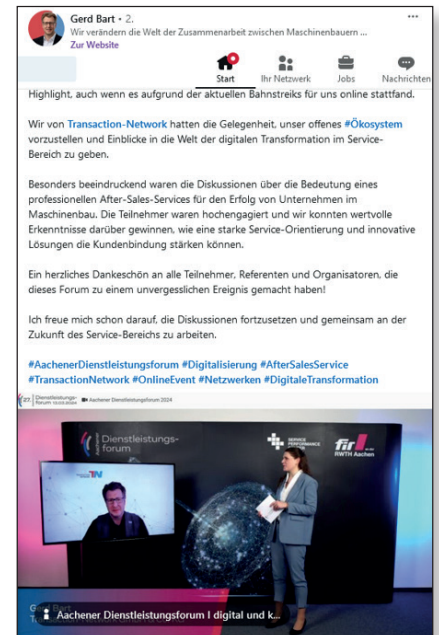 Gerd Bart • 2.
Wir verändern die Welt der Zusammenarbeit zwischen Maschinenbauern ...
Zur Website
Start
Ihr Netzwerk
Jobs
Nachrichten
Highlight, auch wenn es aufgrund der aktuellen Bahnstreiks für uns online stattfand.
Wir von Transaction-Network hatten die Gelegenheit, unser offenes #Ökosystem
vorzustellen und Einblicke in die Welt der digitalen Transformation im Service-
Bereich zu geben.
Besonders beeindruckend waren die Diskussionen über die Bedeutung eines
professionellen After-Sales-Services für den Erfolg von Unternehmen im
Maschinenbau. Die Teilnehmer waren hochengagiert und wir konnten wertvolle
Erkenntnisse darüber gewinnen, wie eine starke Service-Orientierung und innovative
Lösungen die Kundenbindung stärken können.
Ein herzliches Dankeschön an alle Teilnehmer, Referenten und Organisatoren, die
dieses Forum zu einem unvergesslichen Ereignis gemacht haben!
Ich freue mich schon darauf, die Diskussionen fortzusetzen und gemeinsam an der
Zukunft des Service-Bereichs zu arbeiten.
#AachenerDienstleistungsforum #Digitalisierung #AfterSalesService
#TransactionNetwork #OnlineEvent #Netzwerken #DigitaleTransformation
27. Dienstleistungs-
forum
Aachener Dienstleistungsforum 2024
Dienstleistungs-
forum
SERVICE
PERFORMANCE
fir
RWTH Aachen
TN
Aachener Dienstleistungsforum I digital und k...